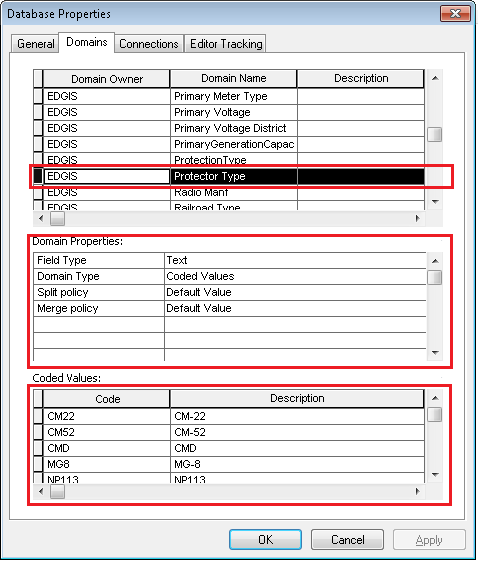 Database Properties
General Domains Connections Editor Tracking
Domain Owner Domain Name Description
EDGIS Primary Meter Type
EDGIS Primary Voltage
EDGIS Primary Voltage District
EDGIS PrimaryGenerationCapac
EDGIS ProtectionType
EDGIS Protector Type
EDGIS Radio Manf
EDGIS Railroad Type
Domain Properties:
Field Type Text
Domain Type Coded Values
Split policy Default Value
Merge policy Default Value
Coded Values:
Code Description
CM22 CM-22
CM52 CM-52
CMD CMD
MG8 MG-8
NP113 NP113
OK Cancel Apply